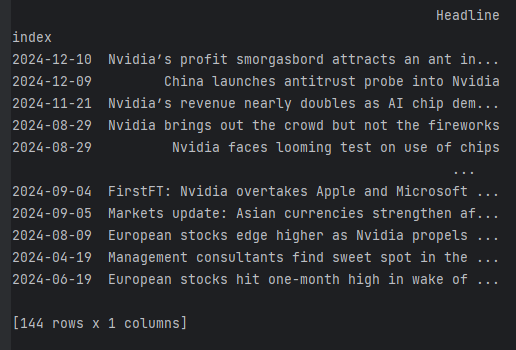 Headline
index
2024-12-10 Nvidia’s profit smorgasbord attracts an ant in...
2024-12-09 China launches antitrust probe into Nvidia
2024-11-21 Nvidia’s revenue nearly doubles as AI chip dem...
2024-08-29 Nvidia brings out the crowd but not the fireworks
2024-08-29 Nvidia faces looming test on use of chips
...
2024-09-04 FirstFT: Nvidia overtakes Apple and Microsoft ...
2024-09-05 Markets update: Asian currencies strengthen af...
2024-08-09 European stocks edge higher as Nvidia propels ...
2024-04-19 Management consultants find sweet spot in the ...
2024-06-19 European stocks hit one-month high in wake of ...
[144 rows x 1 columns]